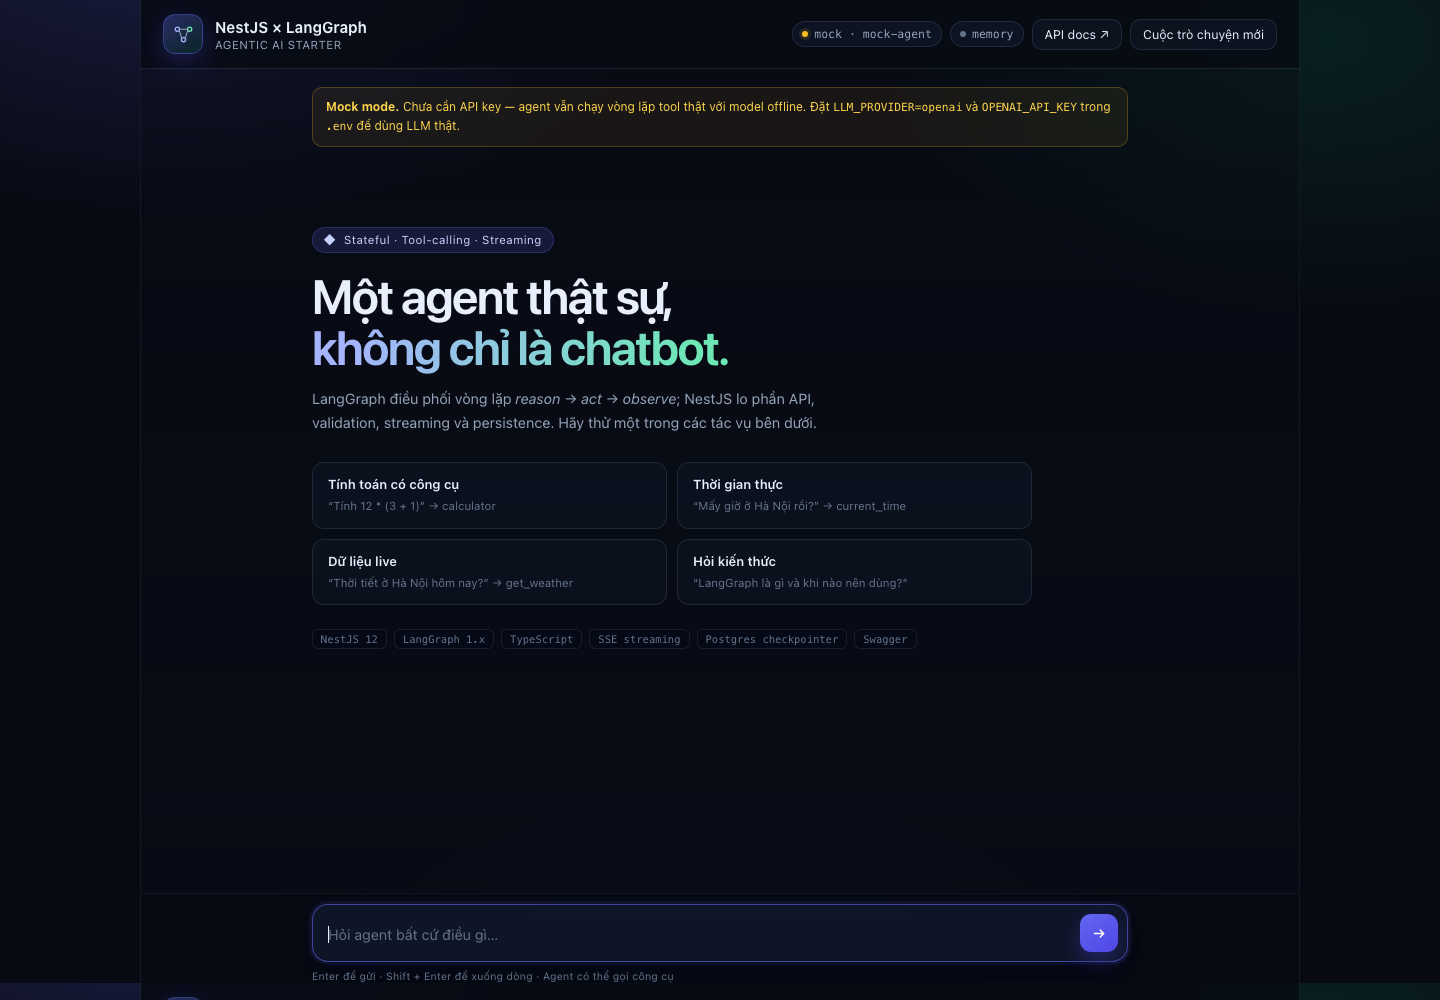 NestJS × LangGraph
AGENTIC AI STARTER
mock · mock-agent
memory
API docs ↗
Cuộc trò chuyện mới
Mock mode. Chưa cần API key — agent vẫn chạy vòng lặp tool thật với model offline. Đặt LLM_PROVIDER=openai và OPENAI_API_KEY trong
.env để dùng LLM thật.
◆ Stateful · Tool-calling · Streaming
Một agent thật sự,
không chỉ là chatbot.
LangGraph điều phối vòng lặp reason → act → observe; NestJS lo phần API,
validation, streaming và persistence. Hãy thử một trong các tác vụ bên dưới.
Tính toán có công cụ
“Tính 12 * (3 + 1)” → calculator
Thời gian thực
“Mấy giờ ở Hà Nội rồi?” → current_time
Dữ liệu live
“Thời tiết ở Hà Nội hôm nay?” → get_weather
Hỏi kiến thức
“LangGraph là gì và khi nào nên dùng?”
NestJS 12
LangGraph 1.x
TypeScript
SSE streaming
Postgres checkpointer
Swagger
Hỏi agent bất cứ điều gì...
Enter để gửi · Shift + Enter để xuống dòng · Agent có thể gọi công cụ